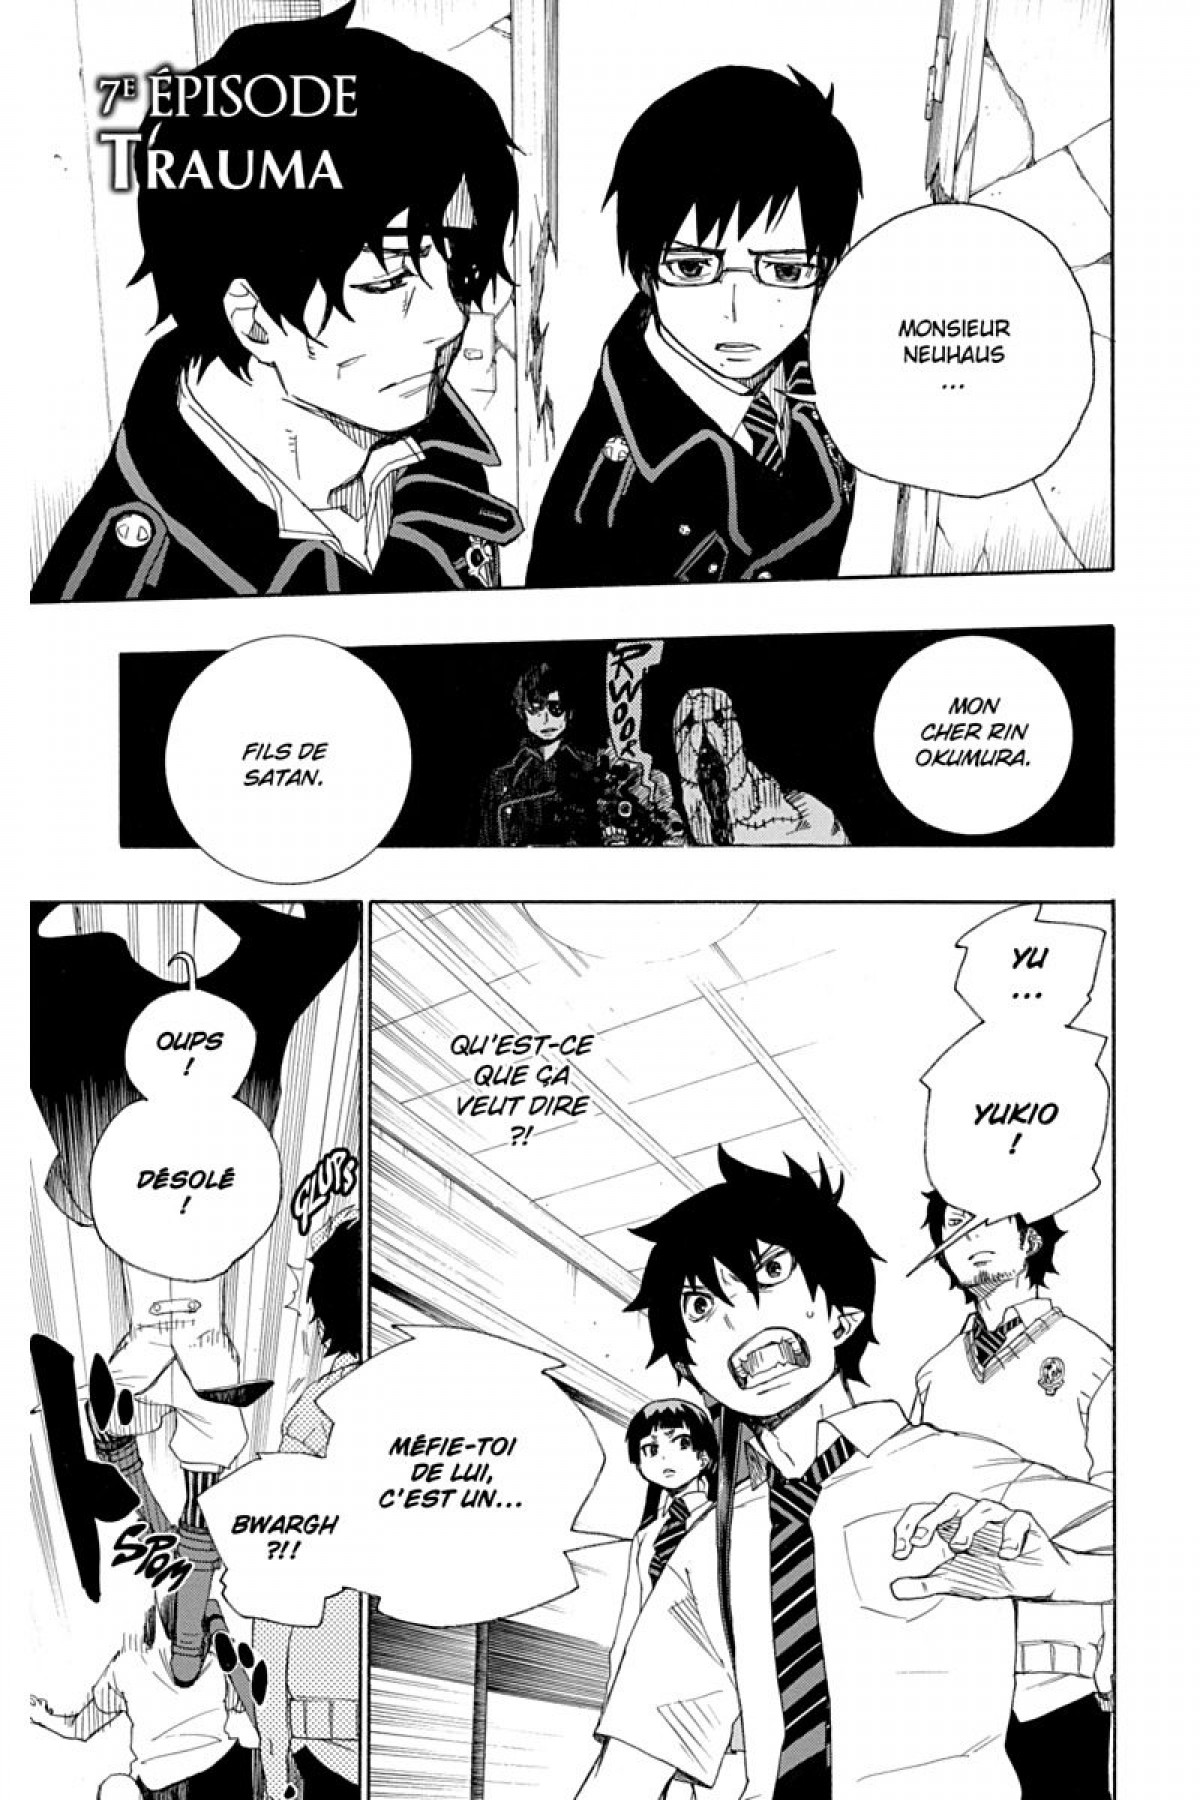 7E ÉPISODE
TRAUMA
MONSIEUR
NEUHAUS
...
MON
CHER RIN
OKUMURA.
RWOOR
FILS DE
SATAN.
YU
...
YUKIO
!
QU'EST-CE
QUE ÇA
VEUT DIRE
?!
MÉFIE-TOI
DE LUI,
C'EST UN...
BWARGH
?!!
OUPS
!
DÉSOLÉ
!
GLUPS
SPOM